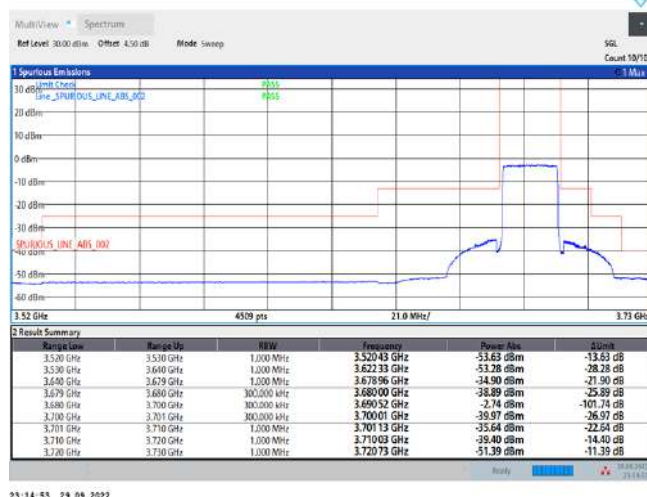 MultiView Spectrum
Ref Level 30.00 dBm Offset 4.50 dB Mode Sweep SGL
Count 10/10
1 Spurious Emissions 1 Max
Limit Check PASS
Line _SPURIOUS_LINE_ABS_002 PASS
30 dBm
20 dBm
10 dBm
0 dBm
-10 dBm
-20 dBm
-30 dBm
SPURIOUS_LINE_ABS_002
-40 dBm
-50 dBm
-60 dBm
3.52 GHz 4509 pts 21.0 MHz/ 3.73 GHz
2 Result Summary
Range Low Range Up RBW Frequency Power Abs ΔLimit
3.520 GHz 3.530 GHz 1.000 MHz 3.52043 GHz -53.63 dBm -13.63 dB
3.530 GHz 3.640 GHz 1.000 MHz 3.62233 GHz -53.28 dBm -28.28 dB
3.640 GHz 3.679 GHz 1.000 MHz 3.67896 GHz -34.90 dBm -21.90 dB
3.679 GHz 3.680 GHz 300.000 kHz 3.68000 GHz -38.89 dBm -25.89 dB
3.680 GHz 3.700 GHz 300.000 kHz 3.69052 GHz -2.74 dBm -101.74 dB
3.700 GHz 3.701 GHz 300.000 kHz 3.70001 GHz -39.97 dBm -26.97 dB
3.701 GHz 3.710 GHz 1.000 MHz 3.70113 GHz -35.64 dBm -22.64 dB
3.710 GHz 3.720 GHz 1.000 MHz 3.71003 GHz -39.40 dBm -14.40 dB
3.720 GHz 3.730 GHz 1.000 MHz 3.72073 GHz -51.39 dBm -11.39 dB
Ready
23:14:53 29.09.2022